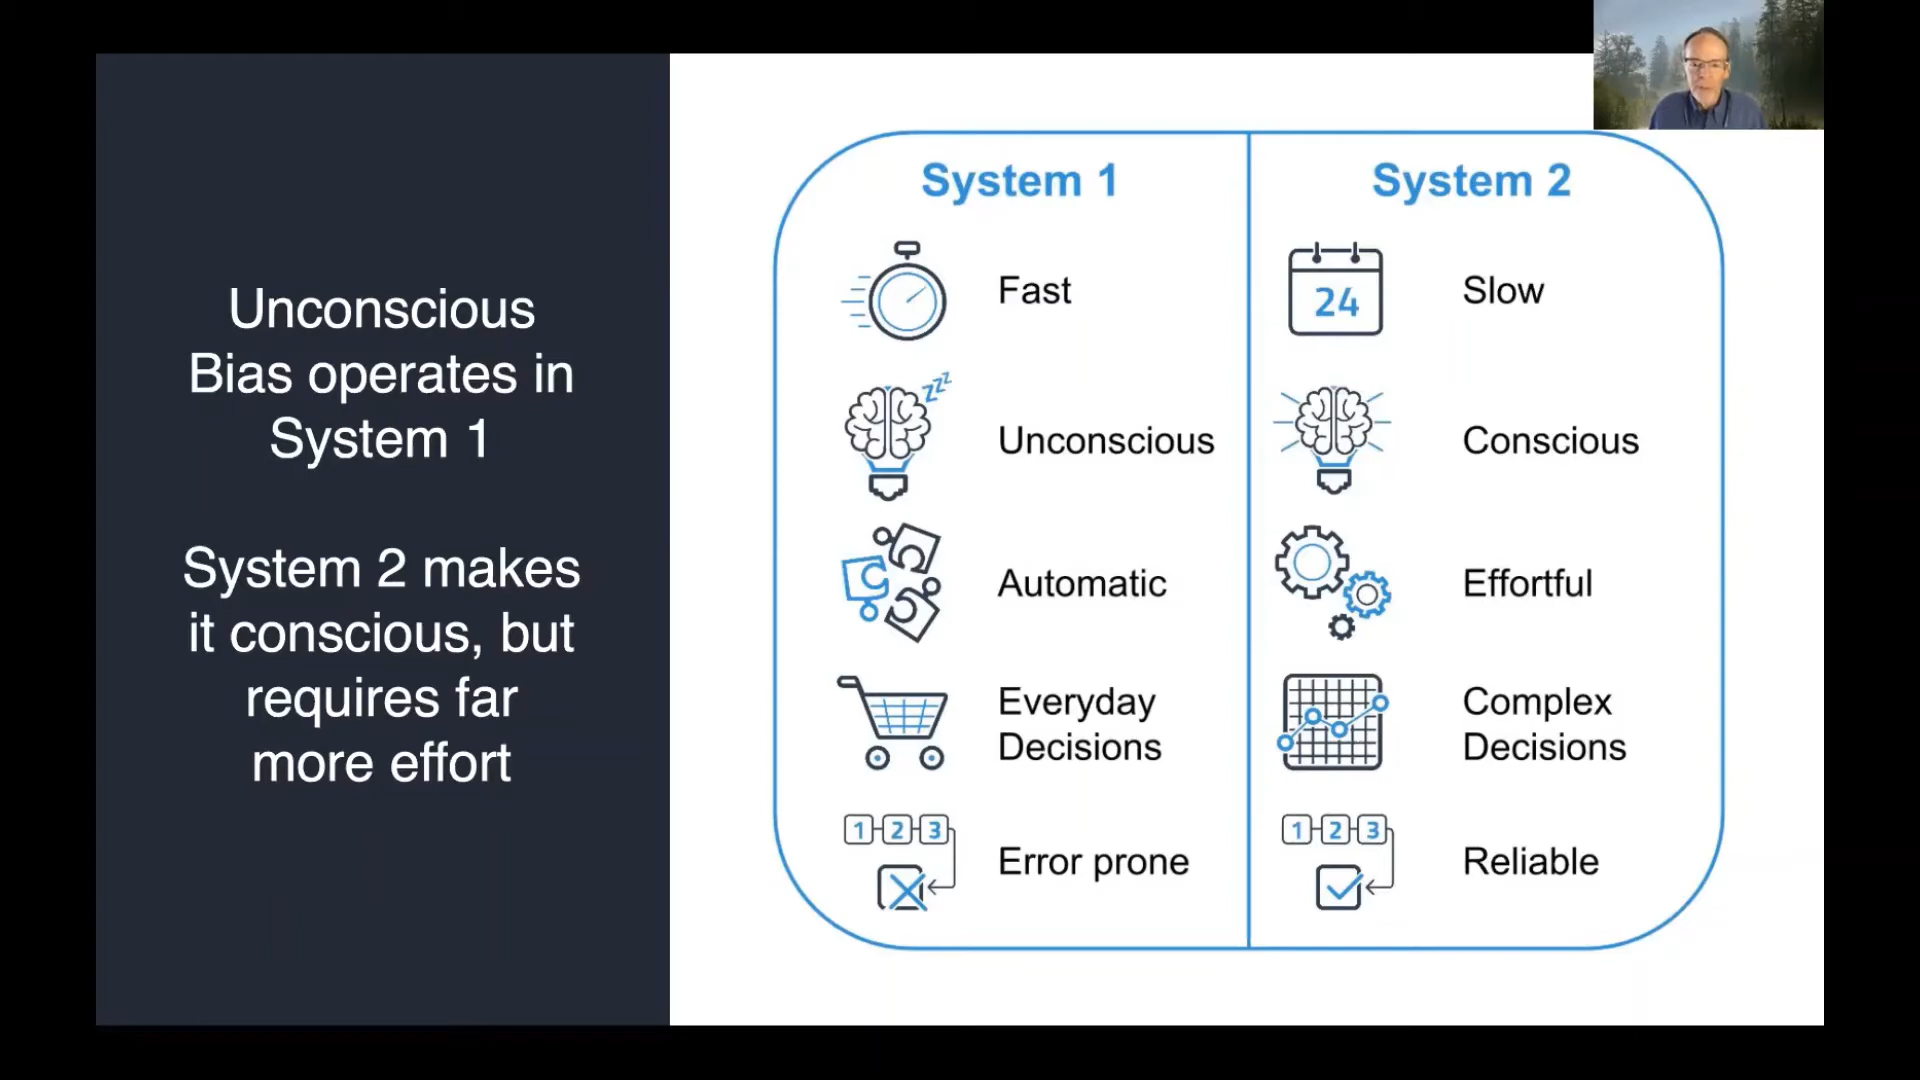 Unconscious
Bias operates in
System 1
System 2 makes
it conscious, but
requires far
more effort
System 1
System 2
Fast
24
Slow
zzz
Unconscious
Conscious
Automatic
Effortful
Everyday
Decisions
Complex
Decisions
1 2 3
Error prone
1 2 3
Reliable